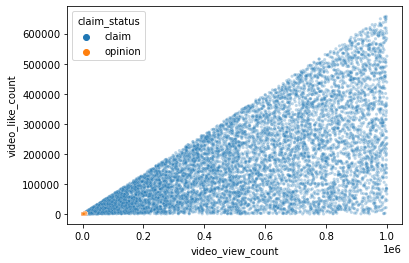 claim_status
claim
opinion
video_like_count
600000
500000
400000
300000
200000
100000
0
0.0 0.2 0.4 0.6 0.8 1.0
1e6
video_view_count